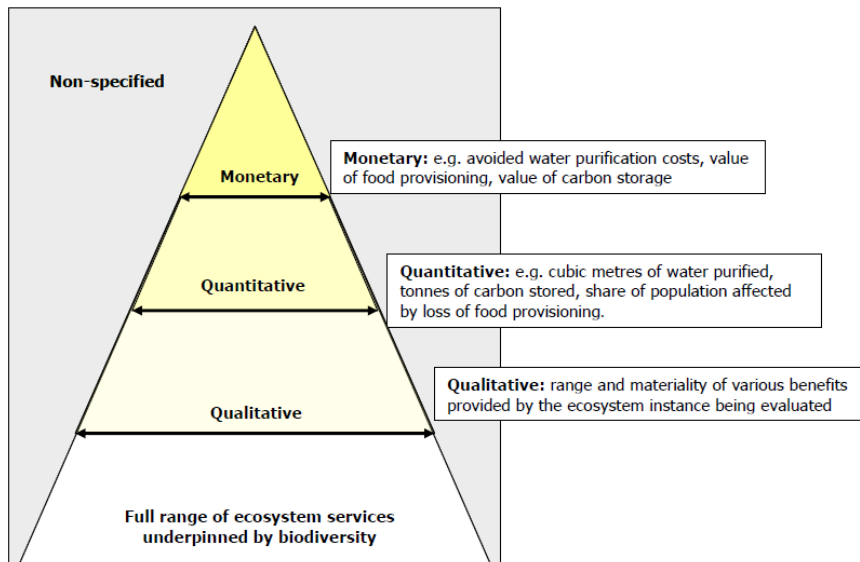 Non-specified
Monetary
Monetary: e.g. avoided water purification costs, value
of food provisioning, value of carbon storage
Quantitative
Quantitative: e.g. cubic metres of water purified,
tonnes of carbon stored, share of population affected
by loss of food provisioning.
Qualitative
Qualitative: range and materiality of various benefits
provided by the ecosystem instance being evaluated
Full range of ecosystem services
underpinned by biodiversity